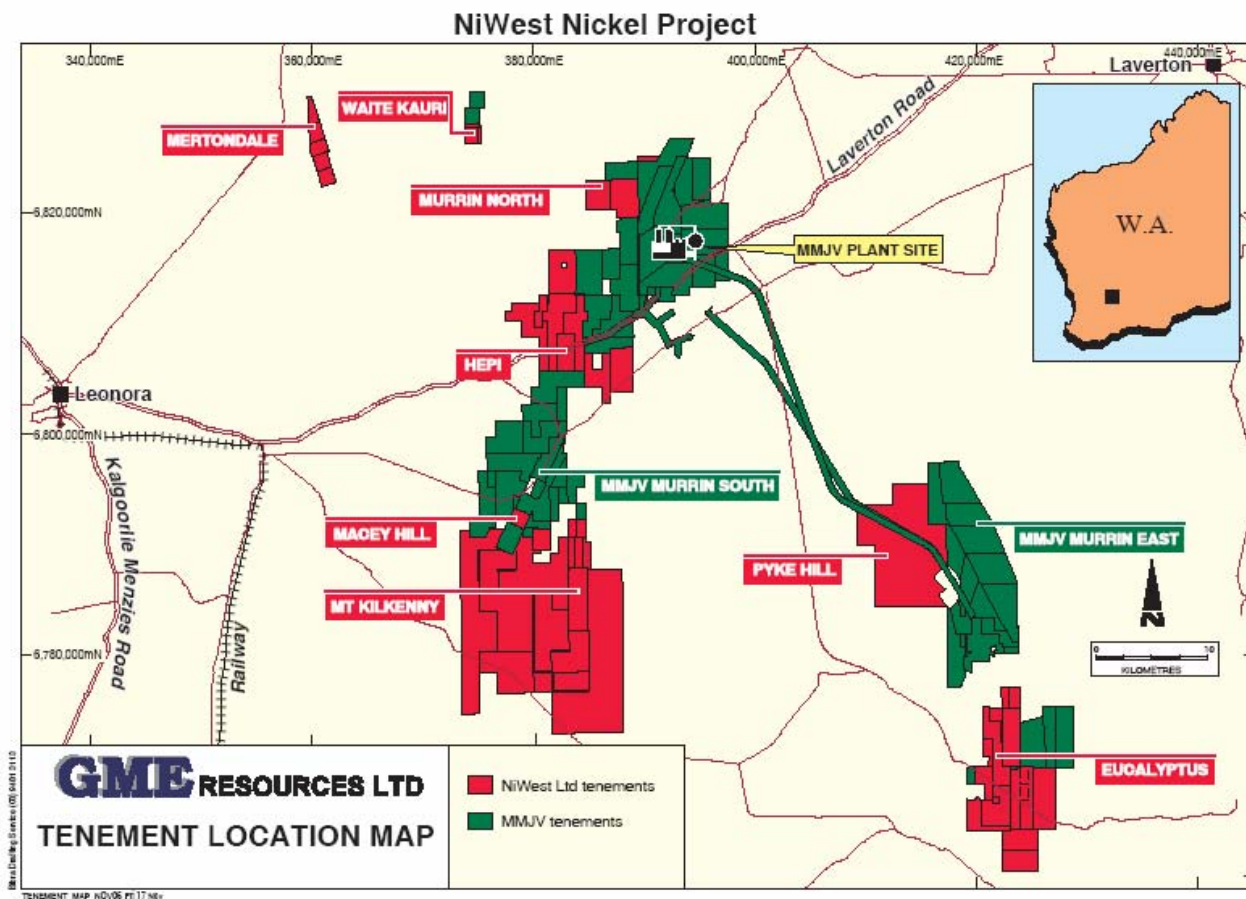 NiWest Nickel Project
340,000mE
360,000mE
380,000mE
400,000mE
420,000mE
440,000mE
Laverton
WAITE KAURI
MERTONDALE
Laverton Road
MURRIN NORTH
6,820,000mN
W.A.
MMJV PLANT SITE
HEPI
Leonora
6,800,000mN
MMJV MURRIN SOUTH
MACEY HILL
MMJV MURRIN EAST
PYKE HILL
MT KILKENNY
Kalgoorlie Menzies Road
Railway
N
6,780,000mN
0 10
KILOMETRES
EUCALYPTUS
GME RESOURCES LTD
TENEMENT LOCATION MAP
NiWest Ltd tenements
MMJV tenements